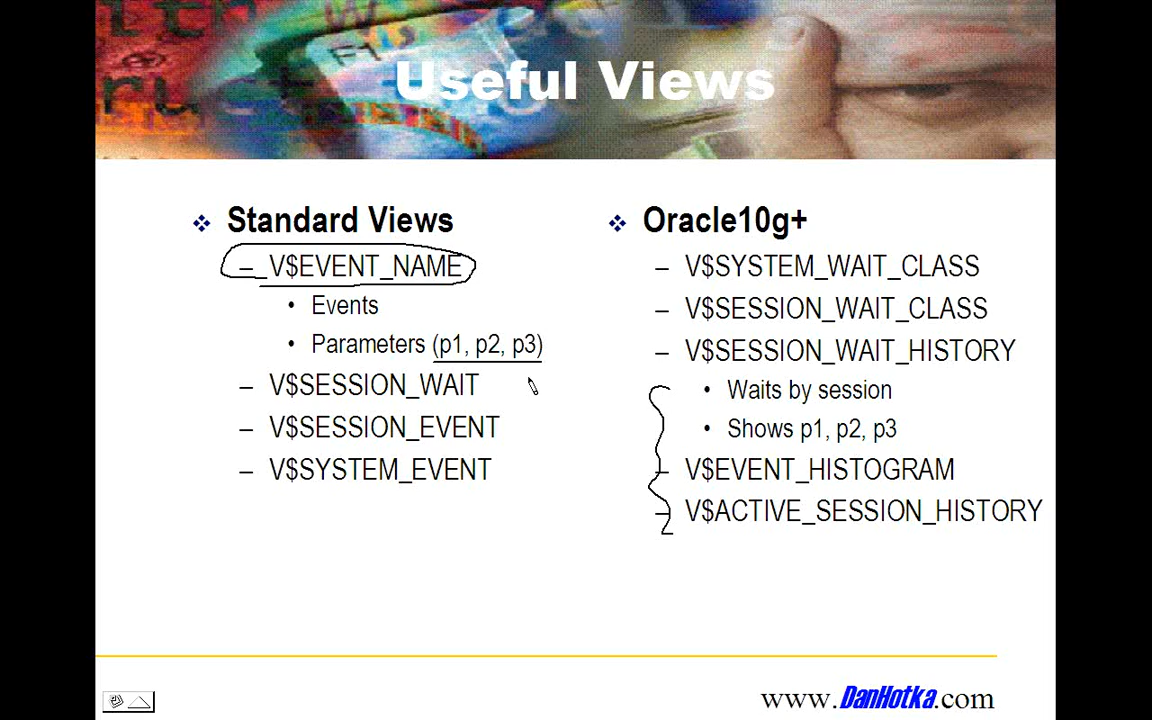 Useful Views
Standard Views
– V$EVENT_NAME
• Events
• Parameters (p1, p2, p3)
– V$SESSION_WAIT
– V$SESSION_EVENT
– V$SYSTEM_EVENT
Oracle10g+
– V$SYSTEM_WAIT_CLASS
– V$SESSION_WAIT_CLASS
– V$SESSION_WAIT_HISTORY
• Waits by session
• Shows p1, p2, p3
– V$EVENT_HISTOGRAM
– V$ACTIVE_SESSION_HISTORY
www.DanHotka.com